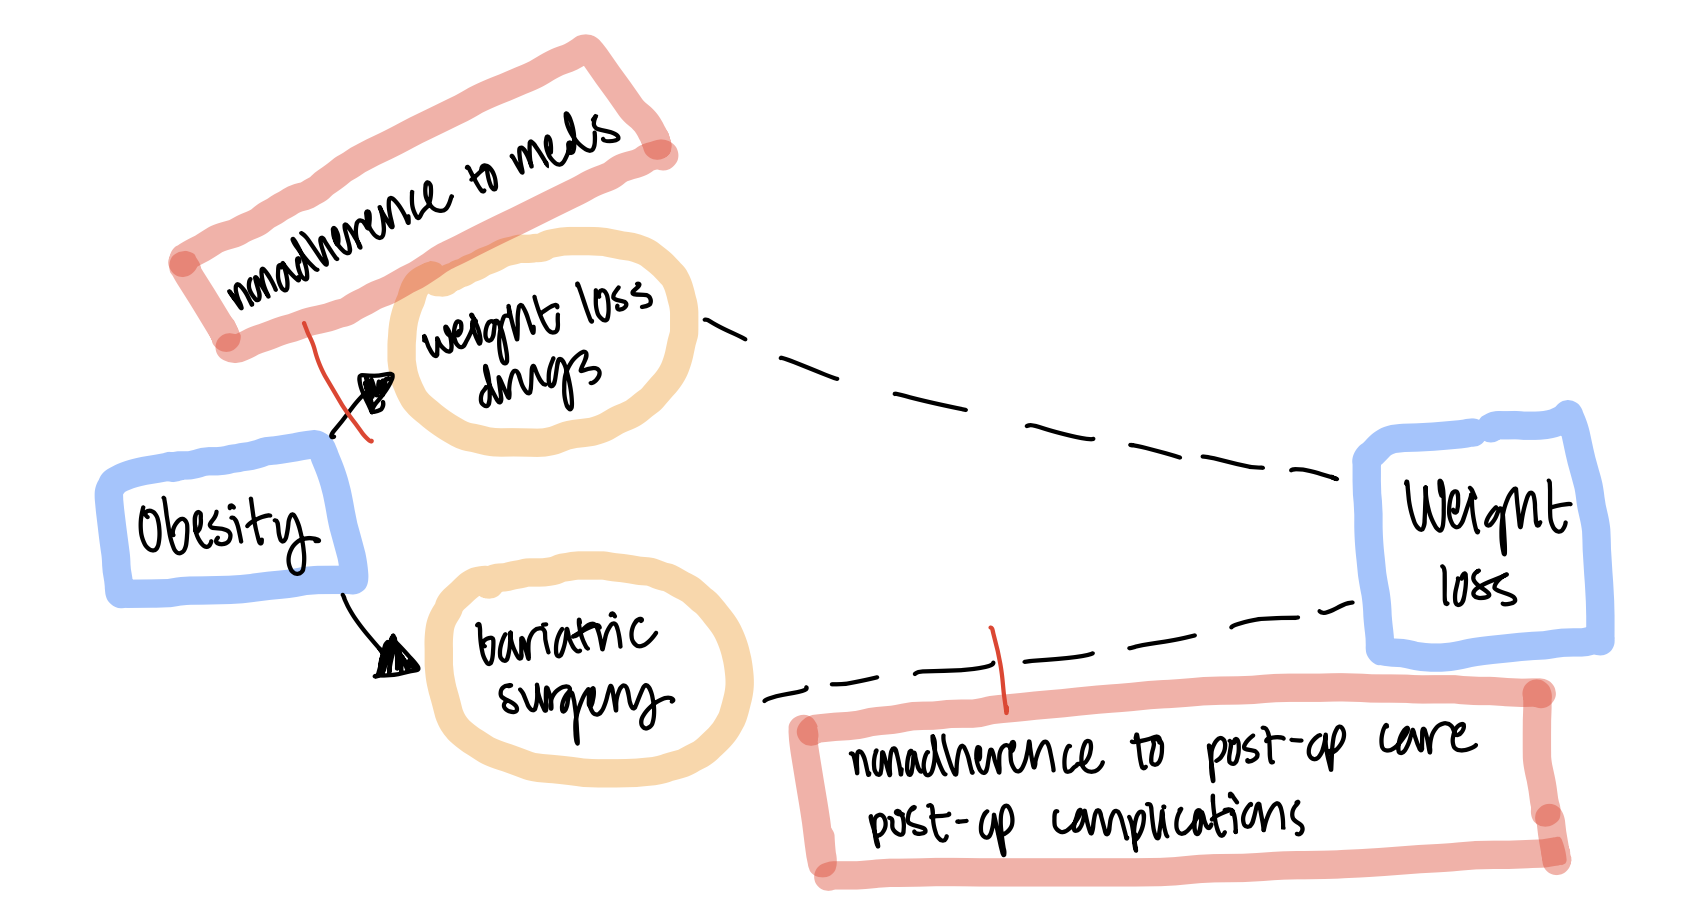 nonadherence to meds
weight loss
drugs
Obesity
bariatric
surgery
Weight
loss
nonadherence to post-op care
post-op complications